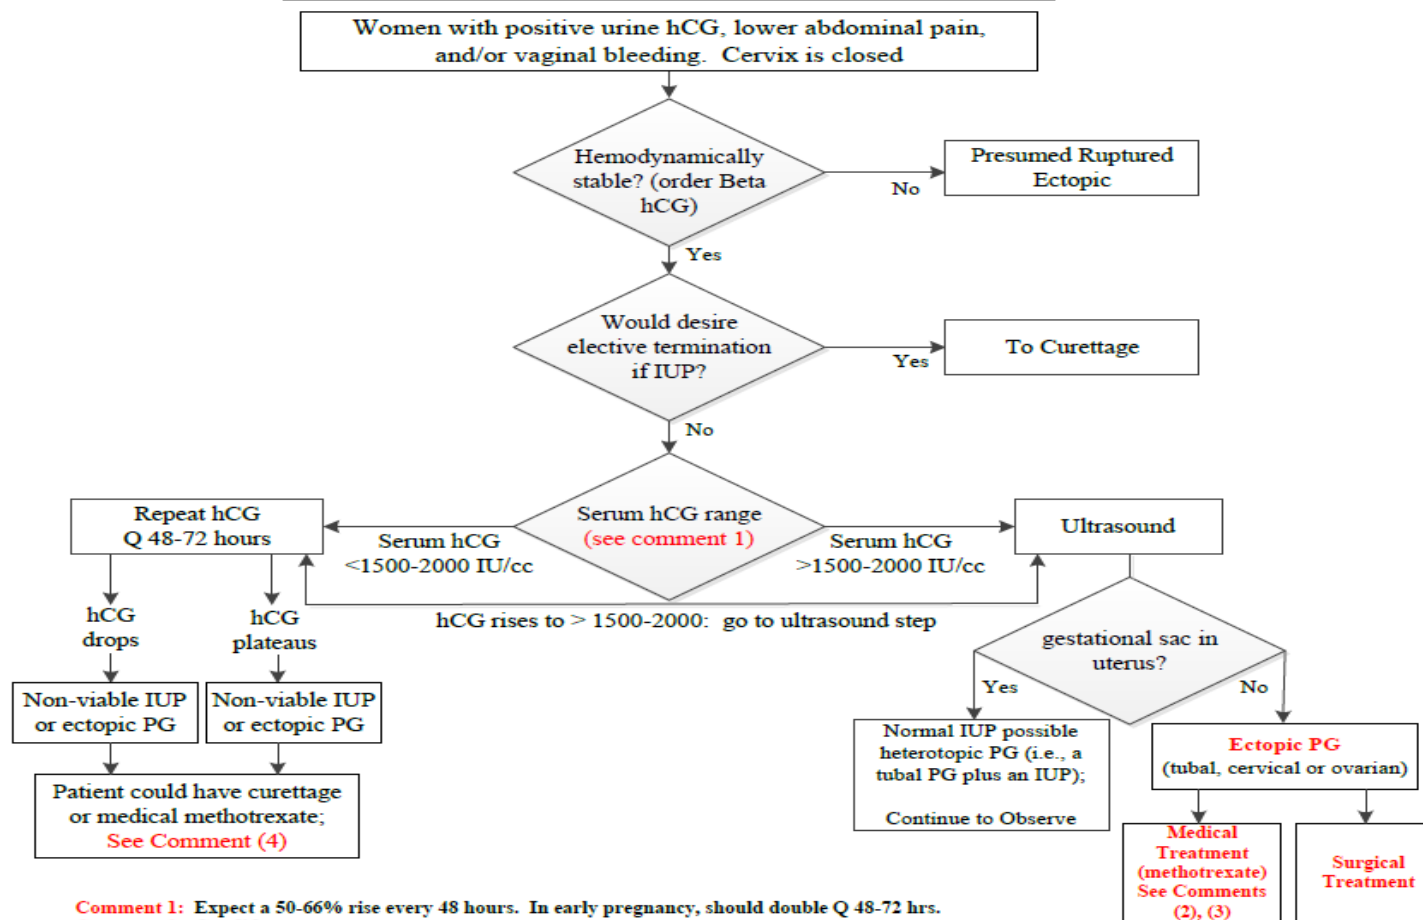 Women with positive urine hCG, lower abdominal pain,
and/or vaginal bleeding. Cervix is closed
Hemodynamically
stable? (order Beta
hCG)
No
Presumed Ruptured
Ectopic
Yes
Would desire
elective termination
if IUP?
Yes
To Curettage
No
Serum hCG range
(see comment 1)
Serum hCG
<1500-2000 IU/cc
Repeat hCG
Q 48-72 hours
Serum hCG
>1500-2000 IU/cc
Ultrasound
hCG rises to > 1500-2000: go to ultrasound step
hCG
drops
hCG
plateaus
Non-viable IUP
or ectopic PG
Non-viable IUP
or ectopic PG
Patient could have curettage
or medical methotrexate;
See Comment (4)
gestational sac in
uterus?
Yes
No
Normal IUP possible
heterotopic PG (i.e., a
tubal PG plus an IUP);
Continue to Observe
Ectopic PG
(tubal, cervical or ovarian)
Medical
Treatment
(methotrexate)
See Comments
(2), (3)
Surgical
Treatment
Comment 1: Expect a 50-66% rise every 48 hours. In early pregnancy, should double Q 48-72 hrs.